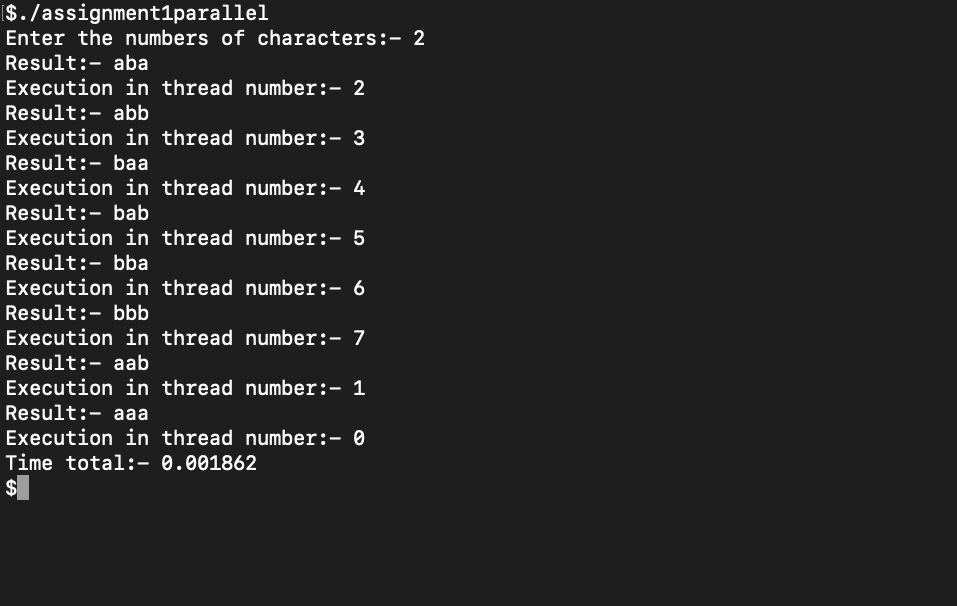 $./assignment1parallel
Enter the numbers of characters:- 2
Result:- aba
Execution in thread number:- 2
Result:- abb
Execution in thread number:- 3
Result:- baa
Execution in thread number:- 4
Result:- bab
Execution in thread number:- 5
Result:- bba
Execution in thread number:- 6
Result:- bbb
Execution in thread number:- 7
Result:- aab
Execution in thread number:- 1
Result:- aaa
Execution in thread number:- 0
Time total:- 0.001862
$